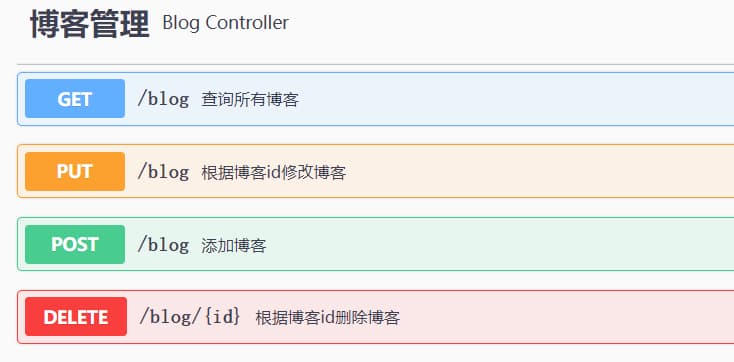 博客管理 Blog Controller
GET /blog 查询所有博客
PUT /blog 根据博客id修改博客
POST /blog 添加博客
DELETE /blog/{id} 根据博客id删除博客